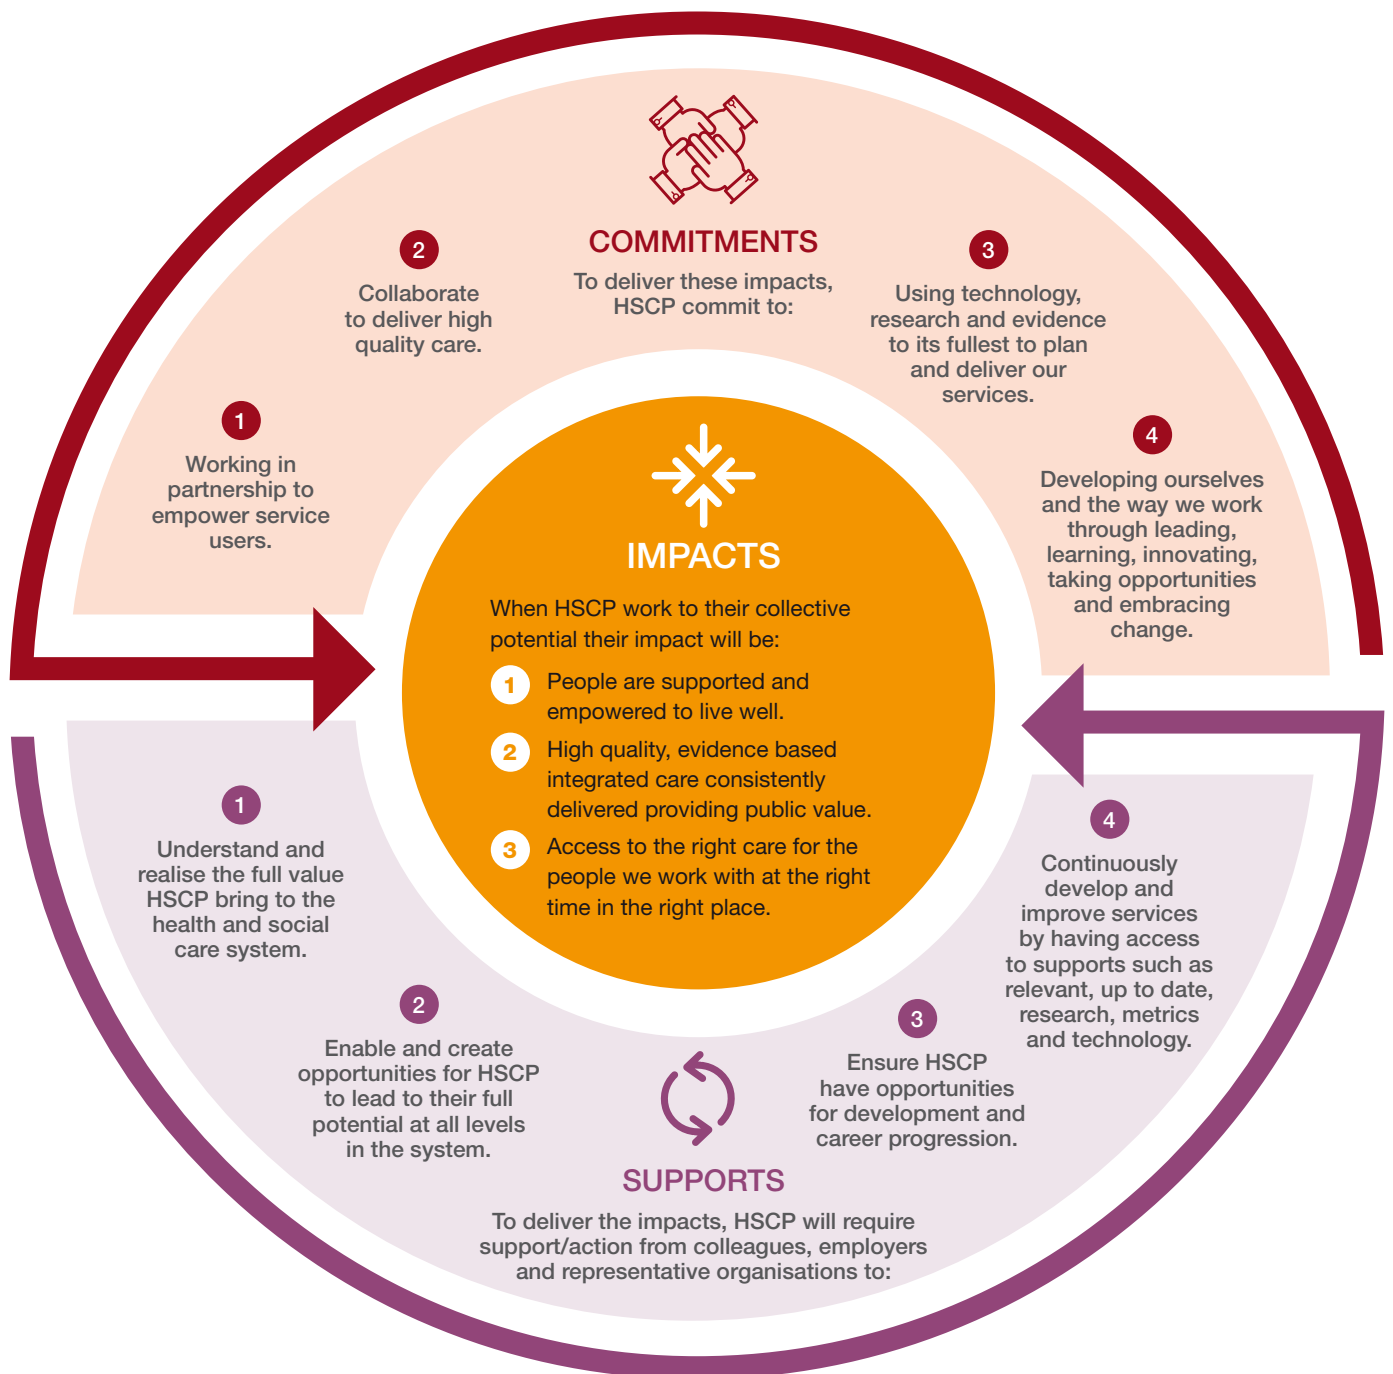 COMMITMENTS
To deliver these impacts,
HSCP commit to:
1
Working in
partnership to
empower service
users.
2
Collaborate
to deliver high
quality care.
3
Using technology,
research and evidence
to its fullest to plan
and deliver our
services.
4
Developing ourselves
and the way we work
through leading,
learning, innovating,
taking opportunities
and embracing
change.
IMPACTS
When HSCP work to their collective
potential their impact will be:
1 People are supported and
empowered to live well.
2 High quality, evidence based
integrated care consistently
delivered providing public value.
3 Access to the right care for the
people we work with at the right
time in the right place.
1
Understand and
realise the full value
HSCP bring to the
health and social
care system.
2
Enable and create
opportunities for HSCP
to lead to their full
potential at all levels
in the system.
3
Ensure HSCP
have opportunities
for development and
career progression.
4
Continuously
develop and
improve services
by having access
to supports such as
relevant, up to date,
research, metrics
and technology.
SUPPORTS
To deliver the impacts, HSCP will require
support/action from colleagues, employers
and representative organisations to: